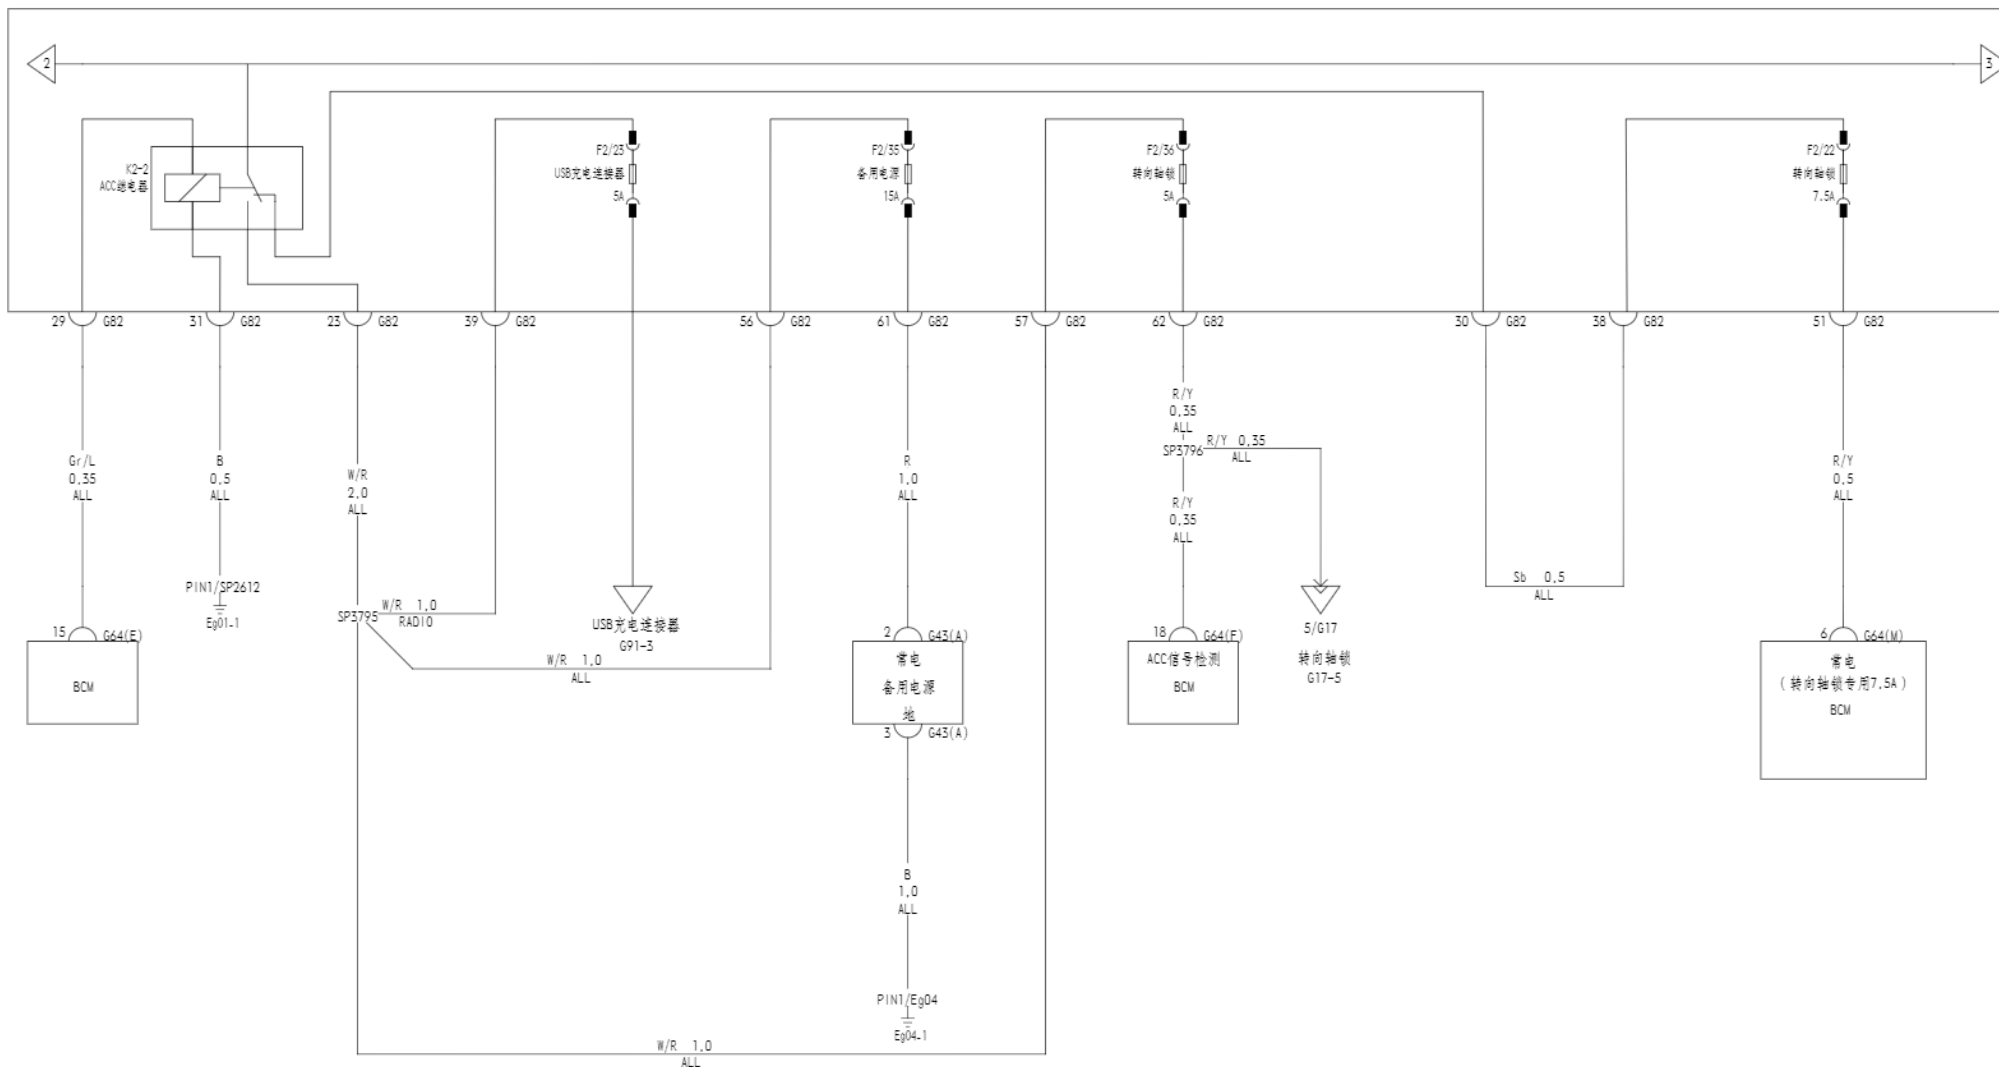 2
3
K2-2
ACC继电器
F2/23
USB充电连接器
5A
F2/35
备用电源
15A
F2/36
转向轴锁
5A
F2/22
转向轴锁
7.5A
29 G82
31 G82
23 G82
39 G82
56 G82
61 G82
57 G82
62 G82
30 G82
38 G82
51 G82
R/Y
0,35
ALL
SP3796
R/Y 0,35
ALL
Gr/L
0,35
ALL
B
0,5
ALL
W/R
2,0
ALL
R
1,0
ALL
R/Y
0,35
ALL
R/Y
0,5
ALL
PIN1/SP2612
Eg01-1
SP3795
W/R 1,0
RADIO
W/R 1,0
ALL
USB充电连接器
G91-3
Sb 0,5
ALL
15 G64(E)
BCM
2 G43(A)
常电
备用电源
地
3 G43(A)
18 G64(F)
ACC信号检测
BCM
5/G17
转向轴锁
G17-5
6 G64(M)
常电
(转向轴锁专用7,5A)
BCM
B
1,0
ALL
PIN1/Eg04
Eg04-1
W/R 1,0
ALL